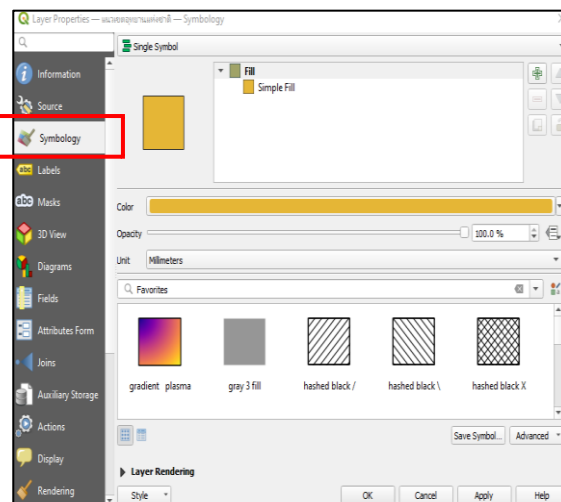 Layer Properties — แนวเขตอุทยานแห่งชาติ — Symbology
Single Symbol
Information
Source
Symbology
Labels
Masks
3D View
Diagrams
Fields
Attributes Form
Joins
Auxiliary Storage
Actions
Display
Rendering
Fill
Simple Fill
Color
Opacity
100.0 %
Unit
Millimeters
Favorites
gradient plasma
gray 3 fill
hashed black /
hashed black \
hashed black X
Save Symbol...
Advanced
Layer Rendering
Style
OK
Cancel
Apply
Help